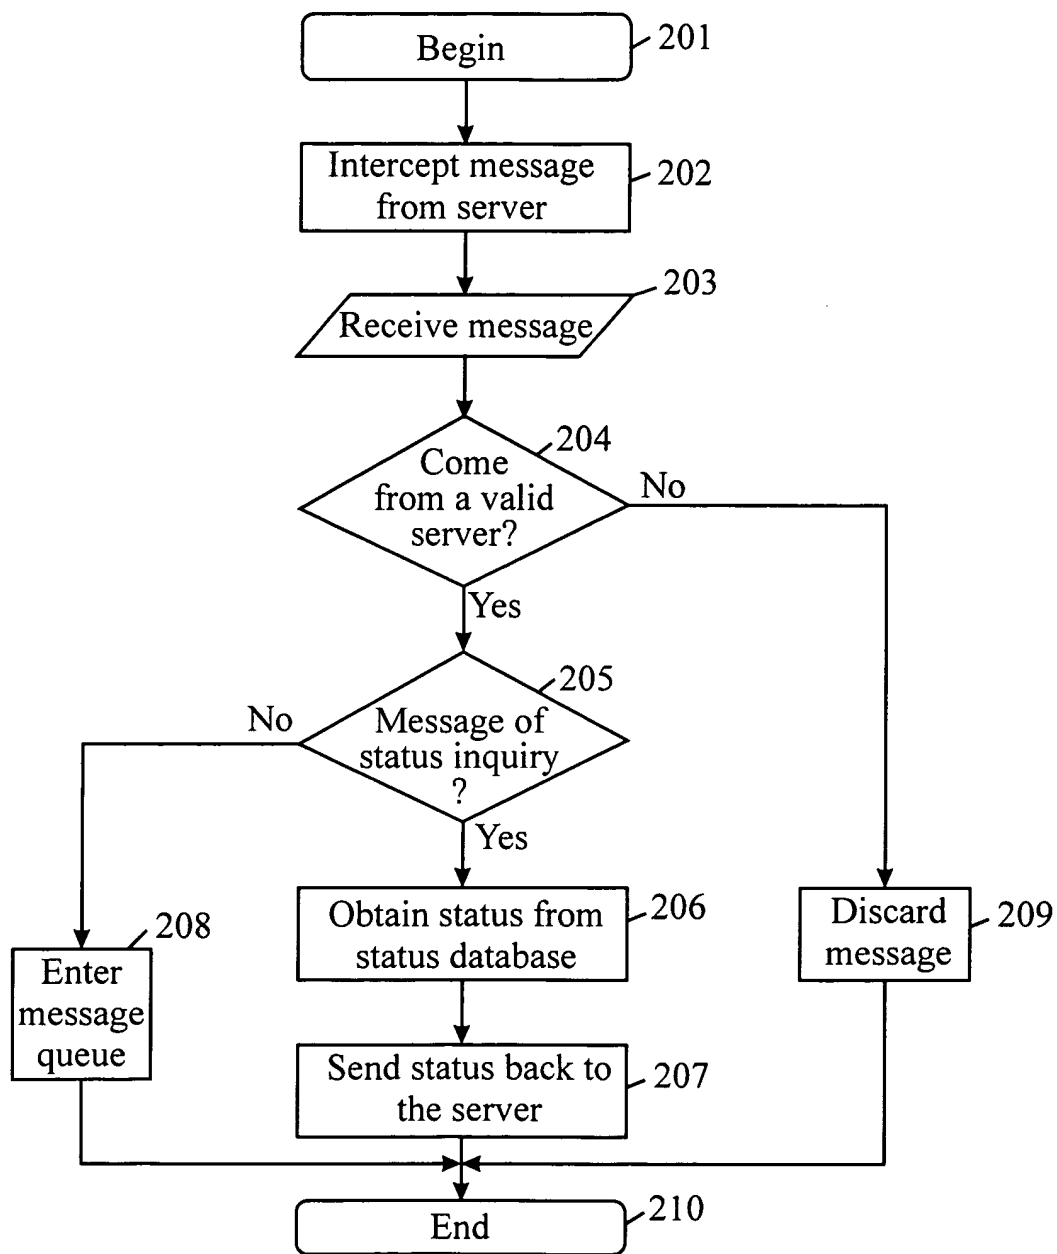 Begin
201
Intercept message
from server
202
203
Receive message
204
Come
from a valid
server?
No
Yes
205
No
Message of
status inquiry
?
Yes
206
Obtain status from
status database
208
Enter
message
queue
Discard
message
209
Send status back to
the server
207
End
210